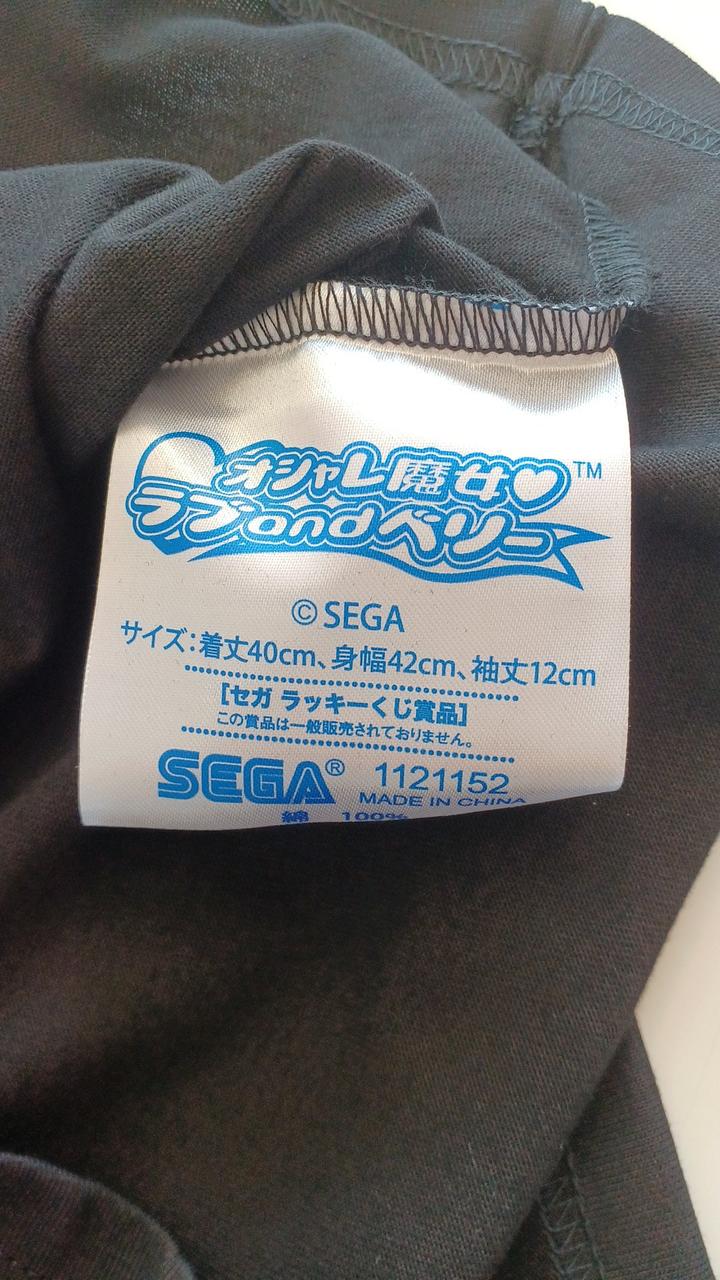 オシャレ魔女♥ TM
ラブandベリー
© SEGA
サイズ:着丈40cm、身幅42cm、袖丈12cm
[セガ ラッキーくじ賞品]
この賞品は一般販売されておりません。
SEGA® 1121152
MADE IN CHINA
綿 100%